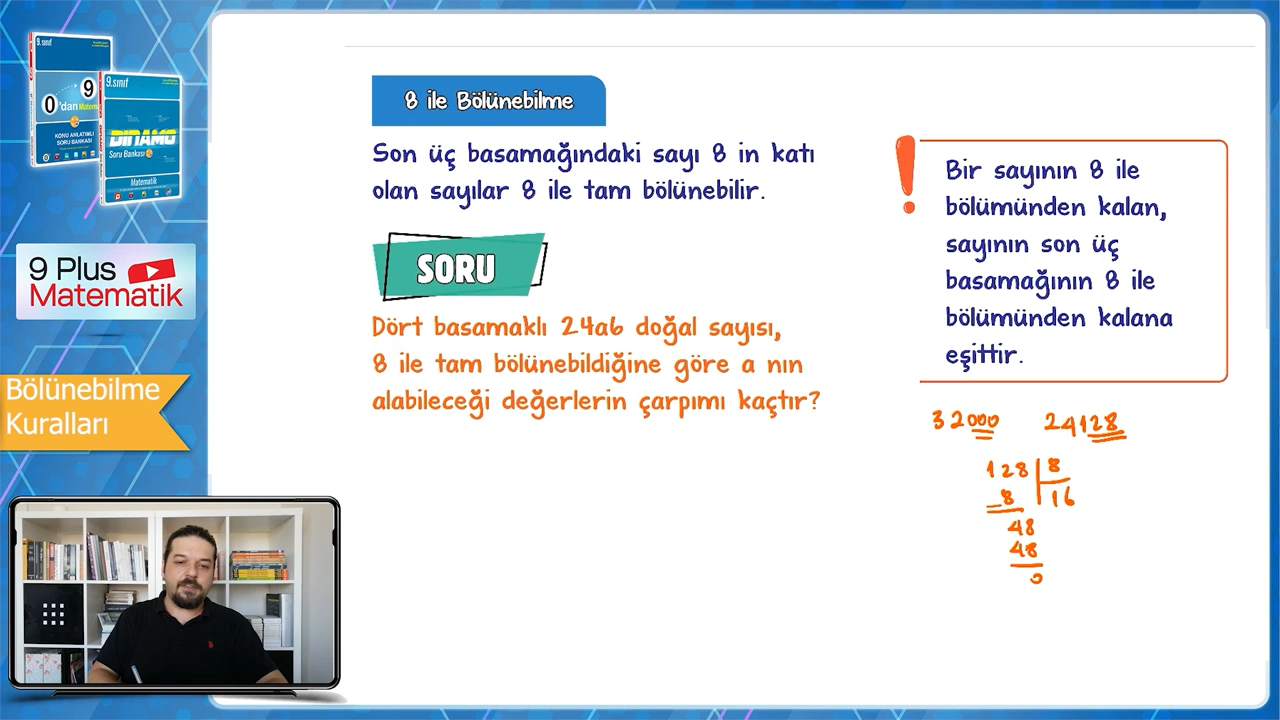 9.sınıf
0'dan 9
Matematik
KONU ANLATIMLI
SORU BANKASI
9.sınıf
DİNAMO
Soru Bankası
Matematik
9 Plus
Matematik
Bölünebilme
Kuralları
8 ile Bölünebilme
Son üç basamağındaki sayı 8 in katı
olan sayılar 8 ile tam bölünebilir.
SORU
Dört basamaklı 24a6 doğal sayısı,
8 ile tam bölünebildiğine göre a nın
alabileceği değerlerin çarpımı kaçtır?
!
Bir sayının 8 ile
bölümünden kalan,
sayının son üç
basamağının 8 ile
bölümünden kalana
eşittir.
32000 24128
128 8
-8 16
48
48
0